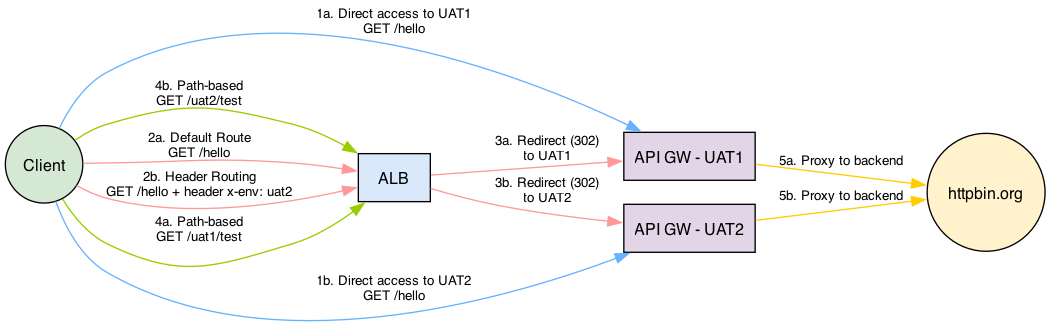 1a. Direct access to UAT1
GET /hello
4b. Path-based
GET /uat2/test
2a. Default Route
GET /hello
2b. Header Routing
GET /hello + header x-env: uat2
4a. Path-based
GET /uat1/test
1b. Direct access to UAT2
GET /hello
Client
ALB
3a. Redirect (302)
to UAT1
3b. Redirect (302)
to UAT2
API GW - UAT1
API GW - UAT2
5a. Proxy to backend
5b. Proxy to backend
httpbin.org